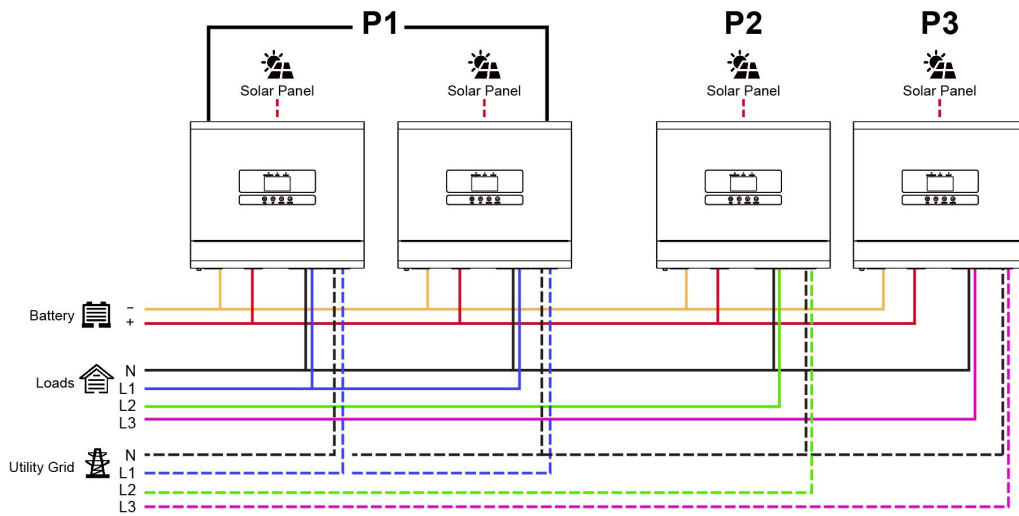 P1
P2
P3
Solar Panel
Solar Panel
Solar Panel
Solar Panel
Battery
−
+
Loads
N
L1
L2
L3
Utility Grid
N
L1
L2
L3